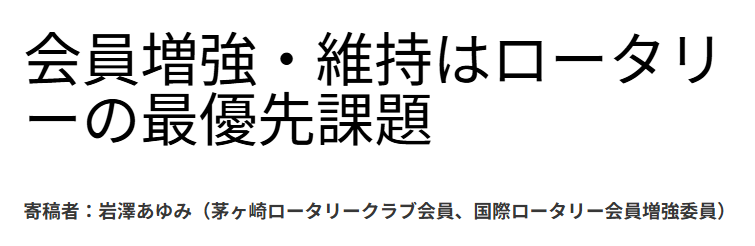 会員増強・維持はロータリ
ーの最優先課題
寄稿者：岩澤あゆみ（茅ヶ崎ロータリークラブ会員、国際ロータリー会員増強委員）